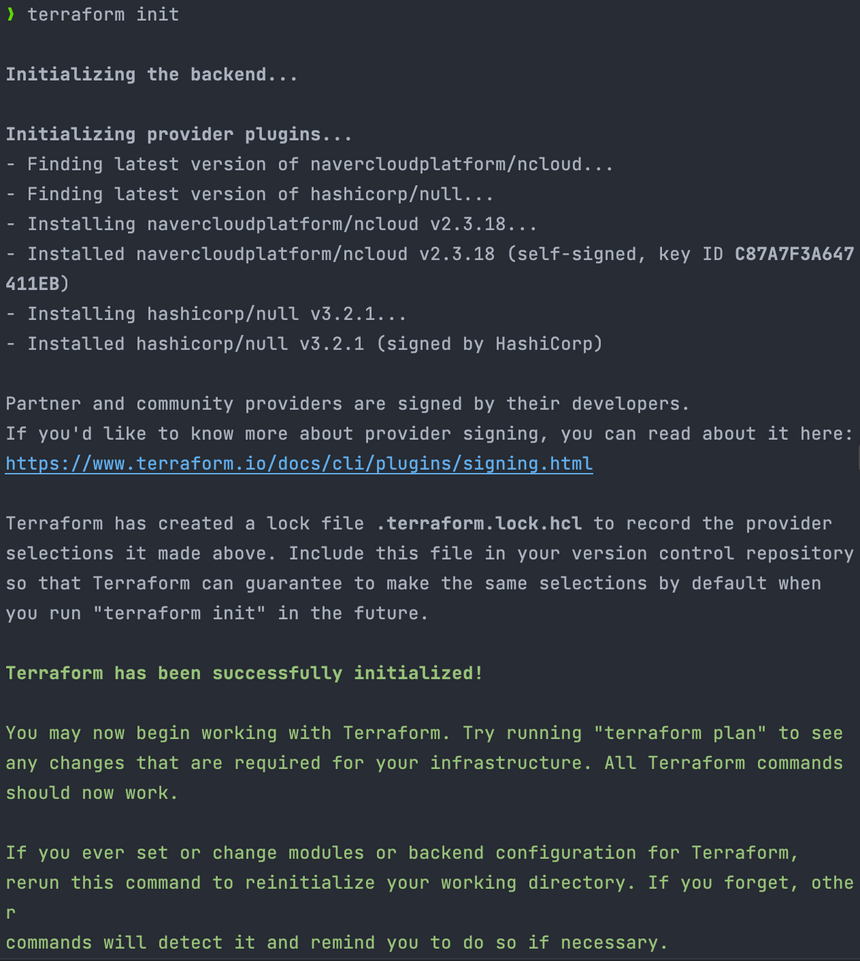 ❯ terraform init
Initializing the backend...
Initializing provider plugins...
- Finding latest version of navercloudplatform/ncloud...
- Finding latest version of hashicorp/null...
- Installing navercloudplatform/ncloud v2.3.18...
- Installed navercloudplatform/ncloud v2.3.18 (self-signed, key ID C87A7F3A647
411EB)
- Installing hashicorp/null v3.2.1...
- Installed hashicorp/null v3.2.1 (signed by HashiCorp)
Partner and community providers are signed by their developers.
If you'd like to know more about provider signing, you can read about it here:
https://www.terraform.io/docs/cli/plugins/signing.html
Terraform has created a lock file .terraform.lock.hcl to record the provider
selections it made above. Include this file in your version control repository
so that Terraform can guarantee to make the same selections by default when
you run "terraform init" in the future.
Terraform has been successfully initialized!
You may now begin working with Terraform. Try running "terraform plan" to see
any changes that are required for your infrastructure. All Terraform commands
should now work.
If you ever set or change modules or backend configuration for Terraform,
rerun this command to reinitialize your working directory. If you forget, othe
r
commands will detect it and remind you to do so if necessary.